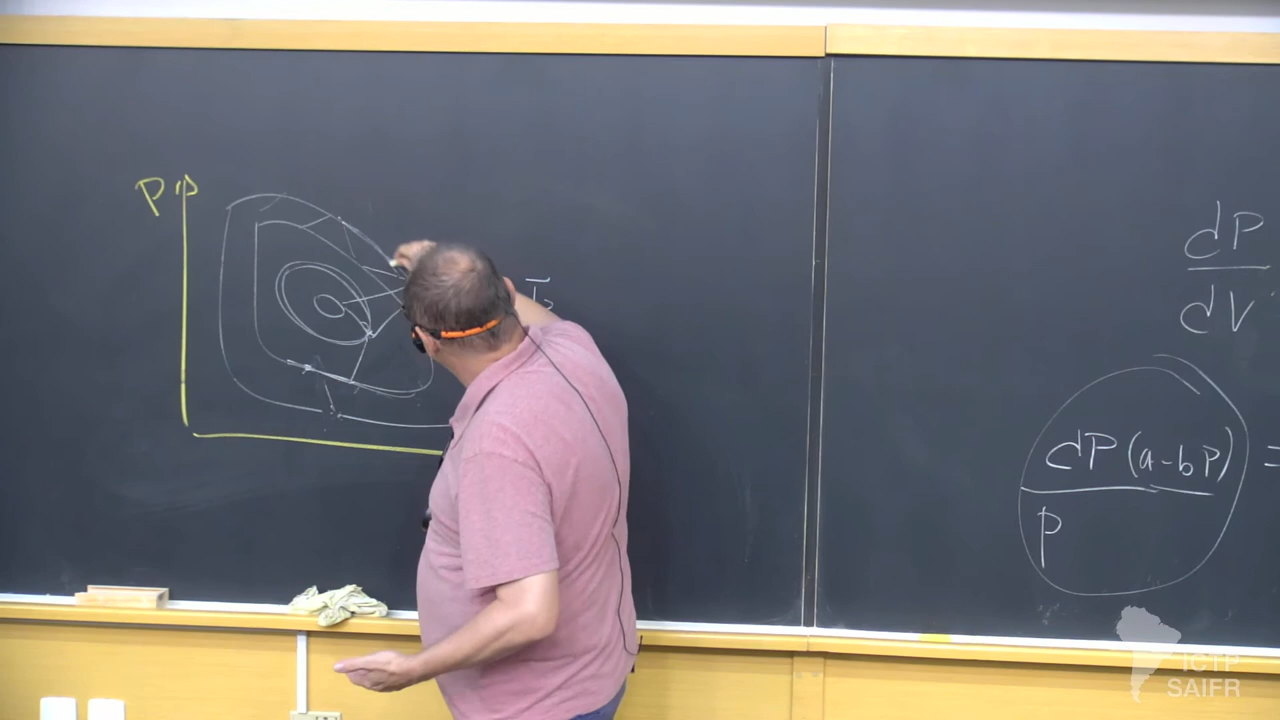 P
dP
dV
dP (a-bP) =
P
ICTP
SAIFR